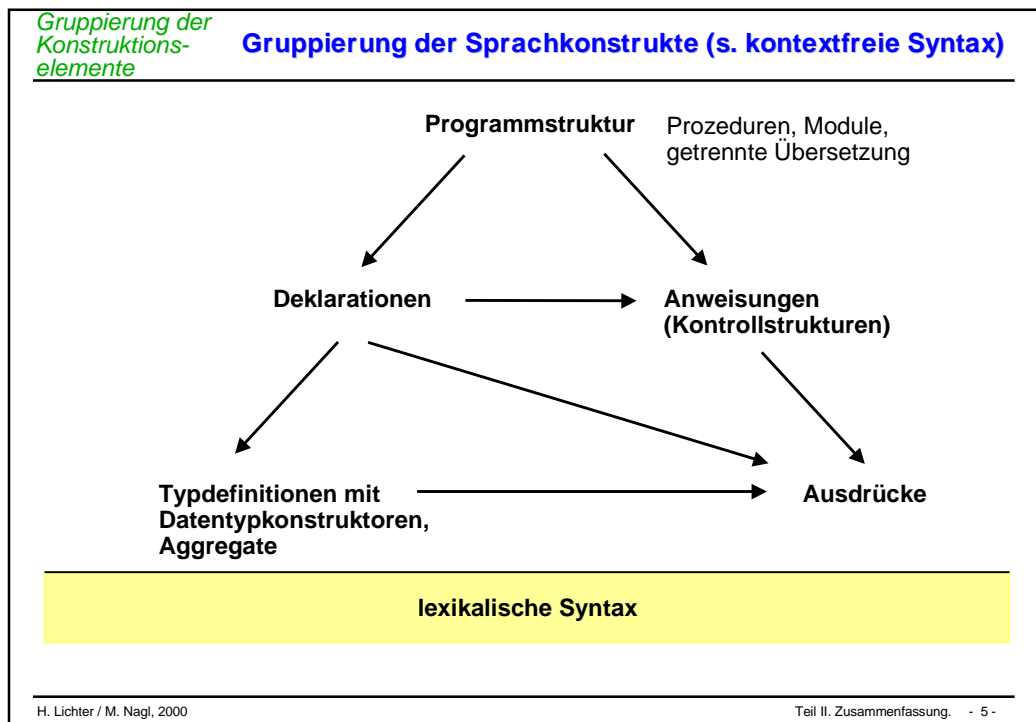 Gruppierung der
Konstruktions-
elemente
Gruppierung der Sprachkonstrukte (s. kontextfreie Syntax)
Programmstruktur
Prozeduren, Module,
getrennte Übersetzung
Deklarationen
Anweisungen
(Kontrollstrukturen)
Typdefinitionen mit
Datentypkonstruktoren,
Aggregate
Ausdrücke
lexikalische Syntax
H. Lichter / M. Nagl, 2000
Teil II. Zusammenfassung. - 5 -